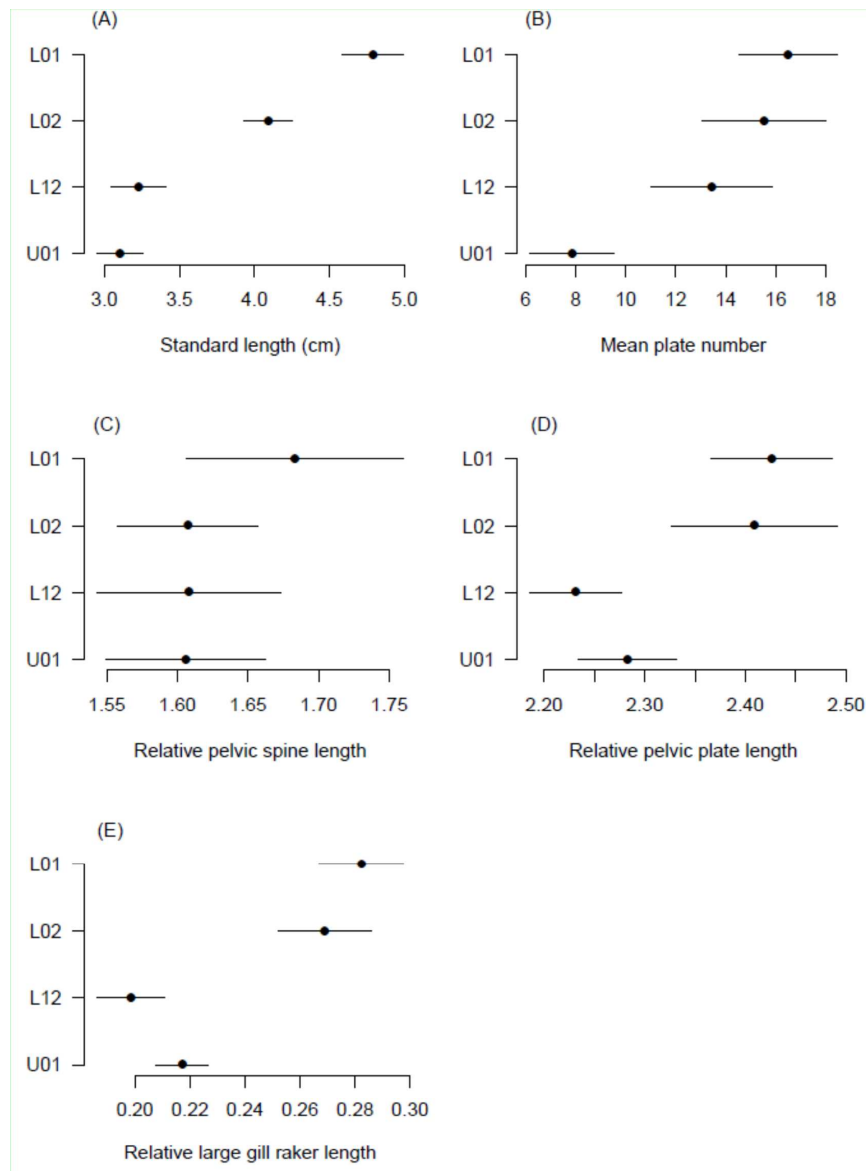 (A)
L01
L02
L12
U01
3.0 3.5 4.0 4.5 5.0
Standard length (cm)
(B)
L01
L02
L12
U01
6 8 10 12 14 16 18
Mean plate number
(C)
L01
L02
L12
U01
1.55 1.60 1.65 1.70 1.75
Relative pelvic spine length
(D)
L01
L02
L12
U01
2.20 2.30 2.40 2.50
Relative pelvic plate length
(E)
L01
L02
L12
U01
0.20 0.22 0.24 0.26 0.28 0.30
Relative large gill raker length